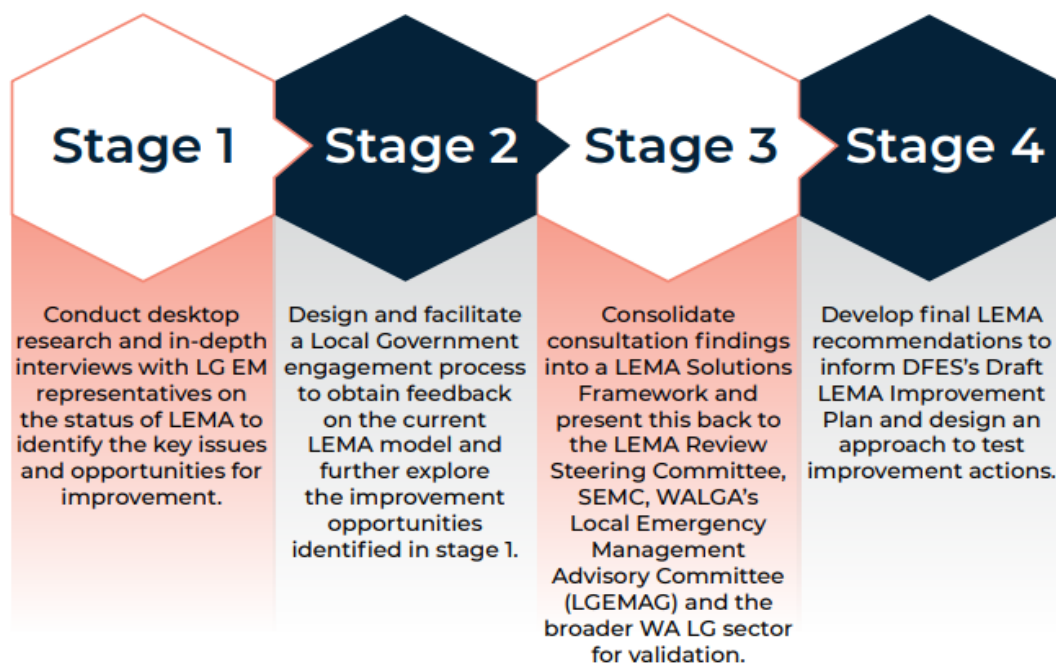 Stage 1
Stage 2
Stage 3
Stage 4
Conduct desktop
research and in-depth
interviews with LG EM
representatives on
the status of LEMA to
identify the key issues
and opportunities for
improvement.
Design and facilitate
a Local Government
engagement process
to obtain feedback
on the current
LEMA model and
further explore
the improvement
opportunities
identified in stage 1.
Consolidate
consultation findings
into a LEMA Solutions
Framework and
present this back to
the LEMA Review
Steering Committee,
SEMC, WALGA’s
Local Emergency
Management
Advisory Committee
(LGEMAG) and the
broader WA LG sector
for validation.
Develop final LEMA
recommendations to
inform DFES’s Draft
LEMA Improvement
Plan and design an
approach to test
improvement actions.